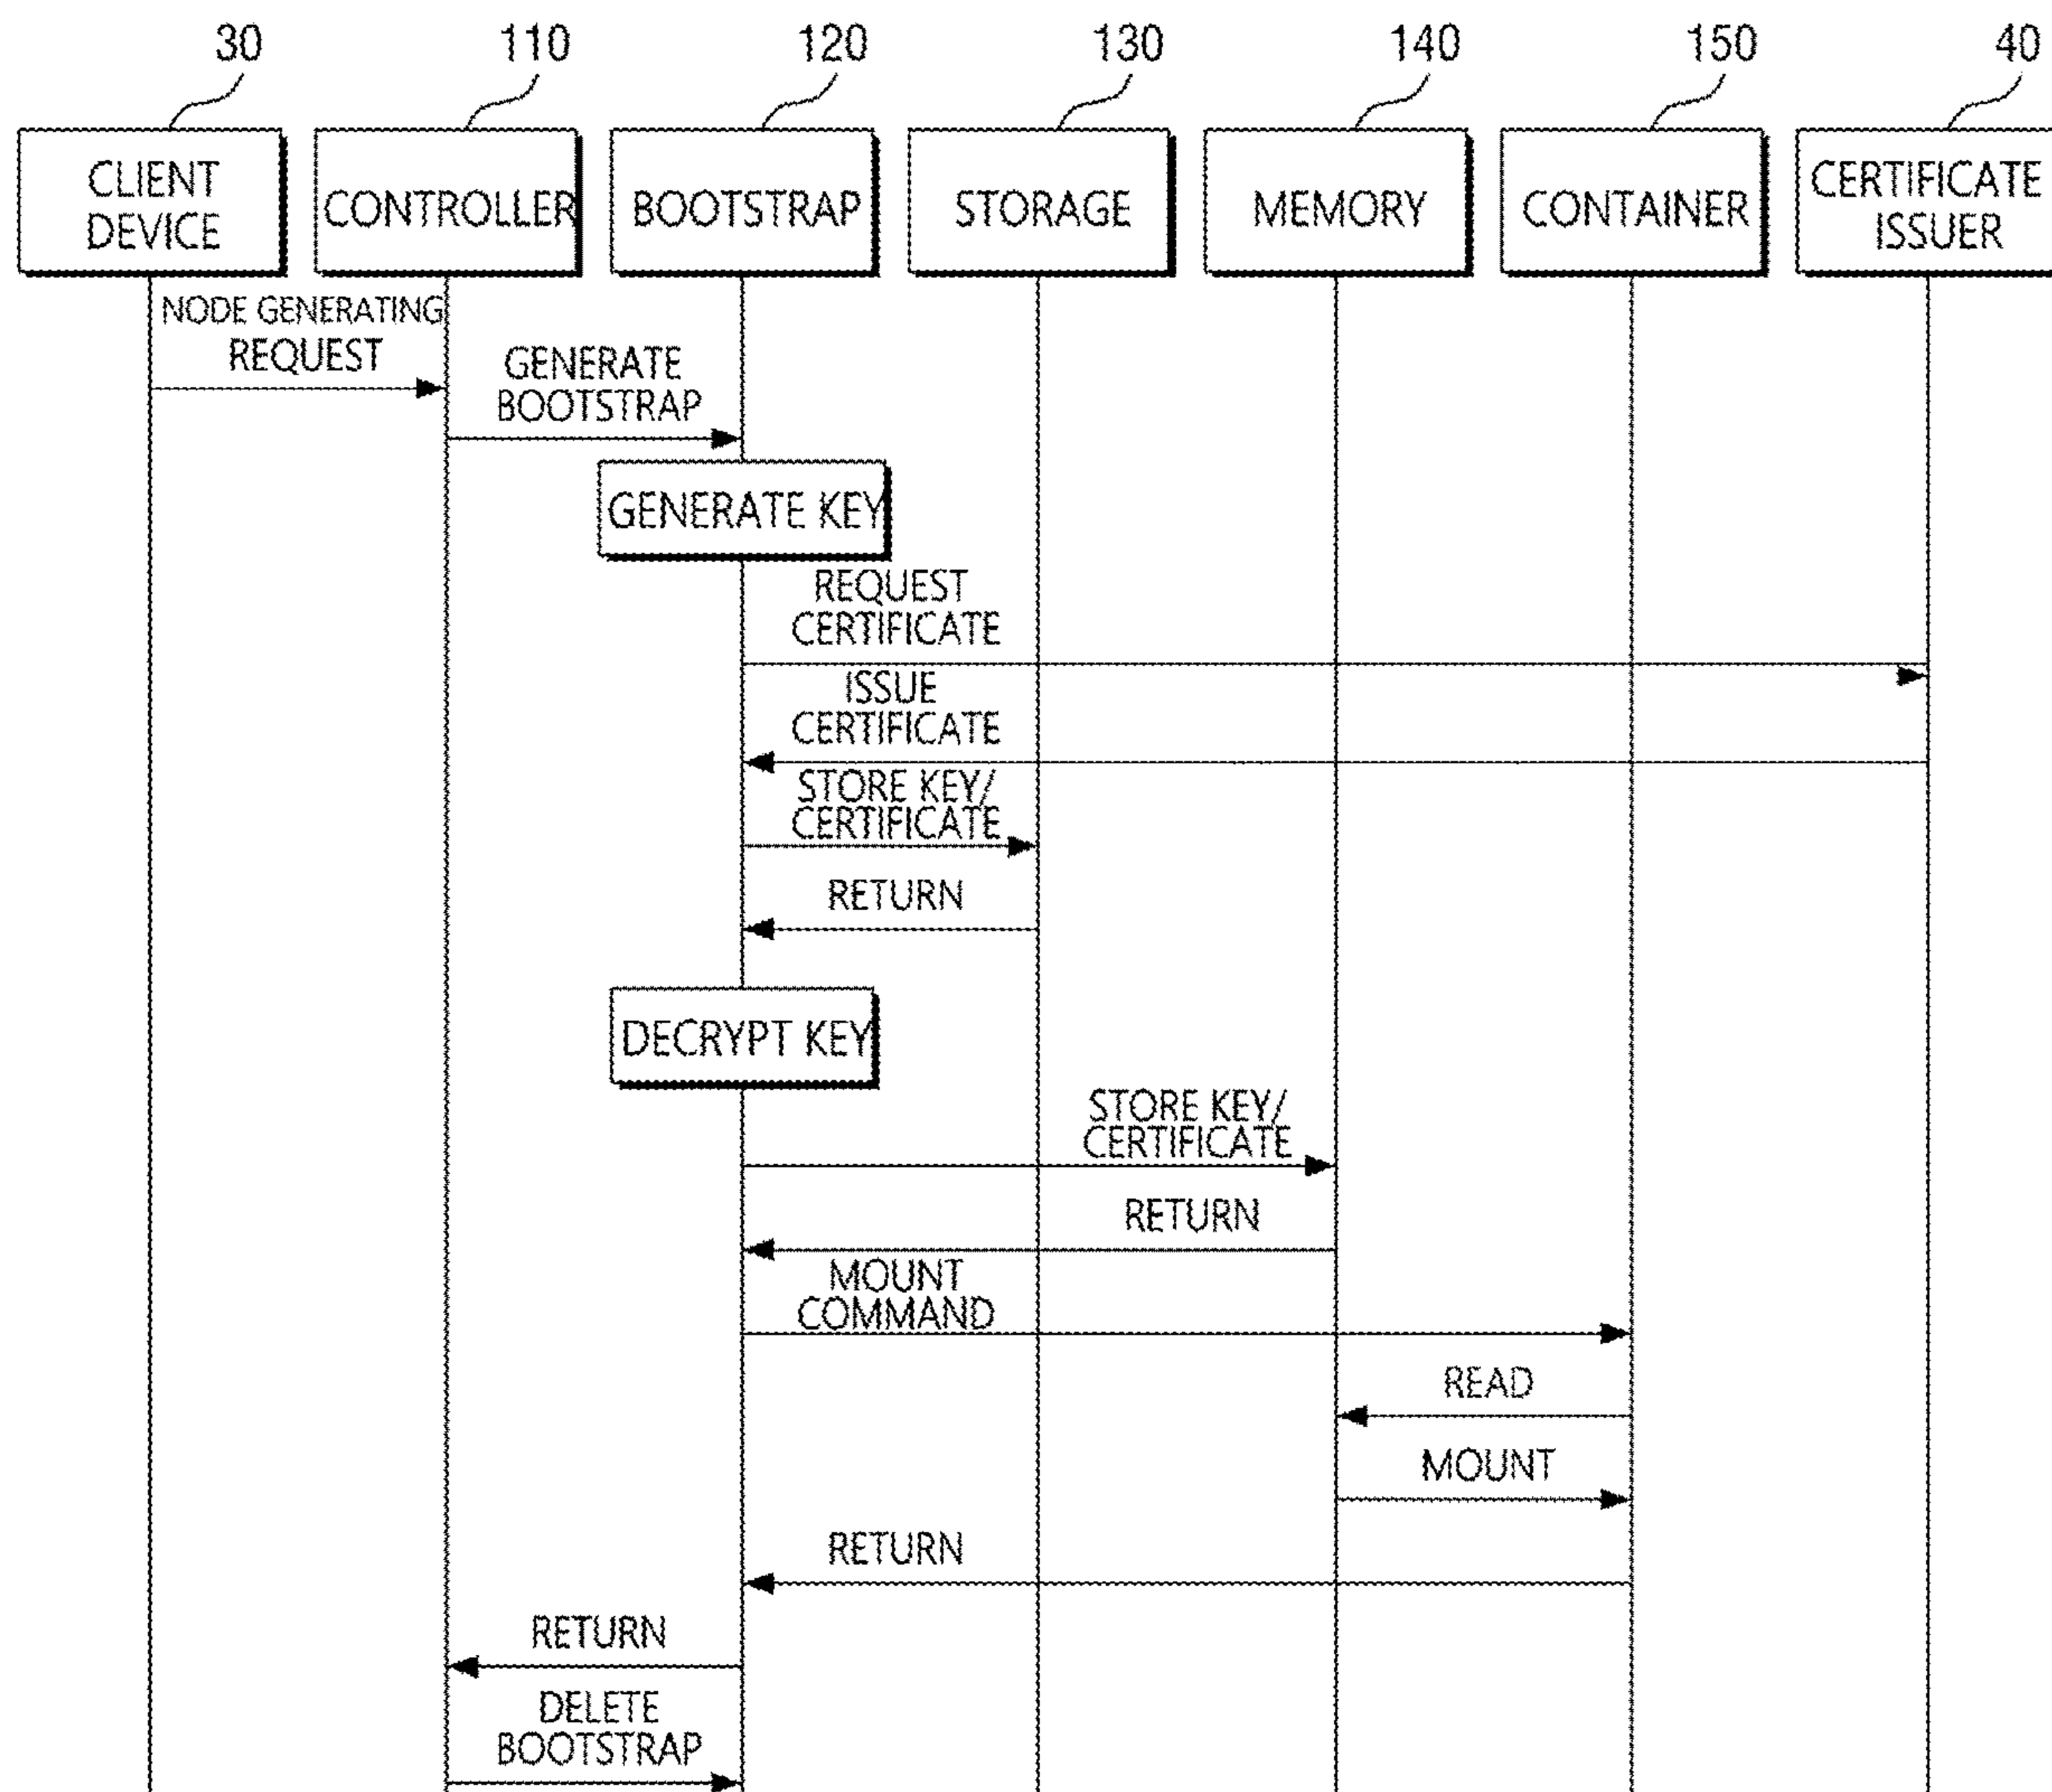 30
110
120
130
140
150
40
CLIENT
DEVICE
CONTROLLER
BOOTSTRAP
STORAGE
MEMORY
CONTAINER
CERTIFICATE
ISSUER
NODE GENERATING
REQUEST
GENERATE
BOOTSTRAP
GENERATE KEY
REQUEST
CERTIFICATE
ISSUE
CERTIFICATE
STORE KEY/
CERTIFICATE
RETURN
DECRYPT KEY
STORE KEY/
CERTIFICATE
RETURN
MOUNT
COMMAND
READ
MOUNT
RETURN
RETURN
DELETE
BOOTSTRAP